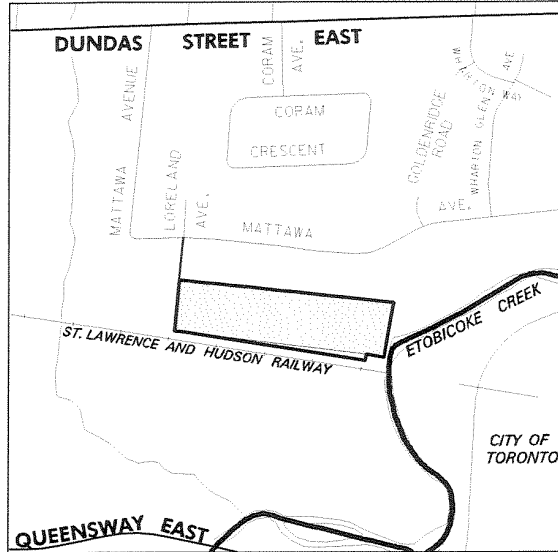 DUNDAS STREET EAST
MATTAWA AVENUE
CORAM AVE.
CORAM
CRESCENT
LORELAND AVE.
MATTAWA AVE.
GOLDENRIDGE
ROAD
WHARTON WAY
WHARTON GLEN AVE
ETOBICOKE CREEK
ST. LAWRENCE AND HUDSON RAILWAY
CITY OF
TORONTO
QUEENSWAY EAST